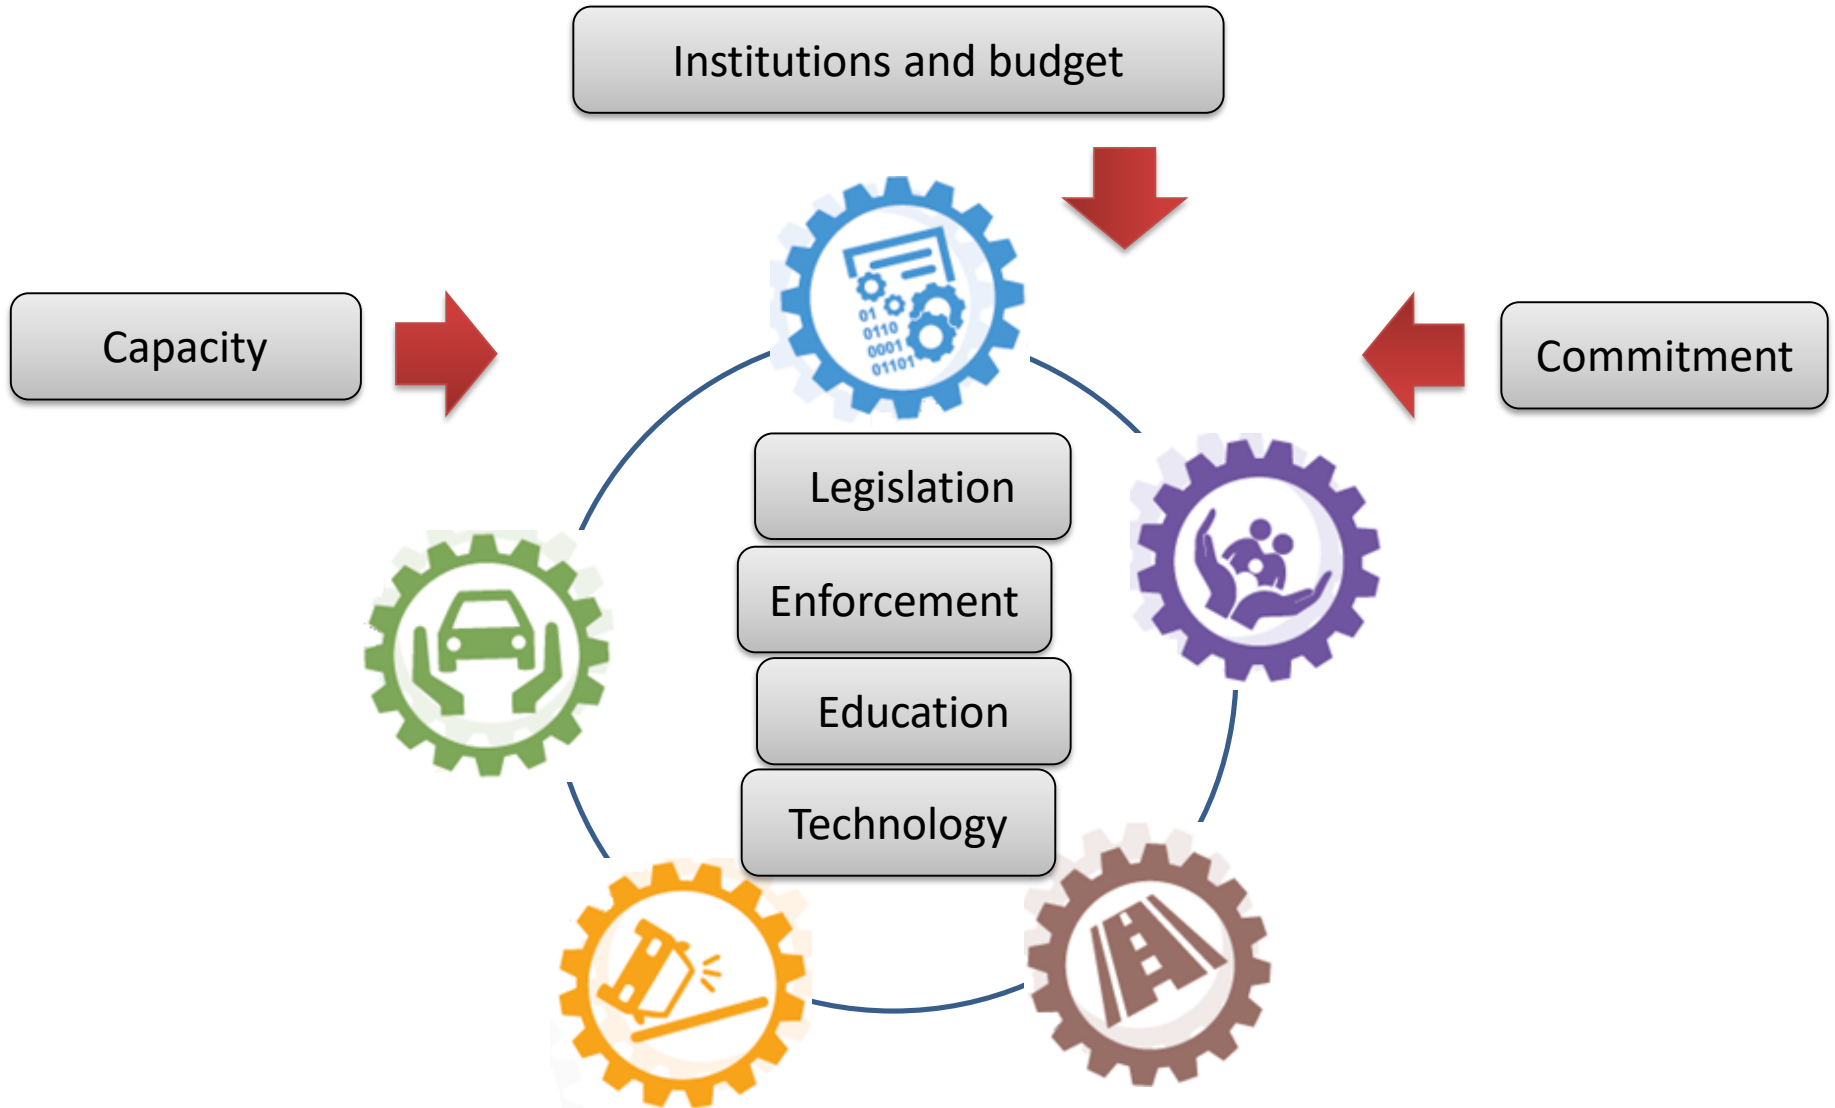 Institutions and budget
Capacity
Commitment
01
0110
0001
01101
Legislation
Enforcement
Education
Technology